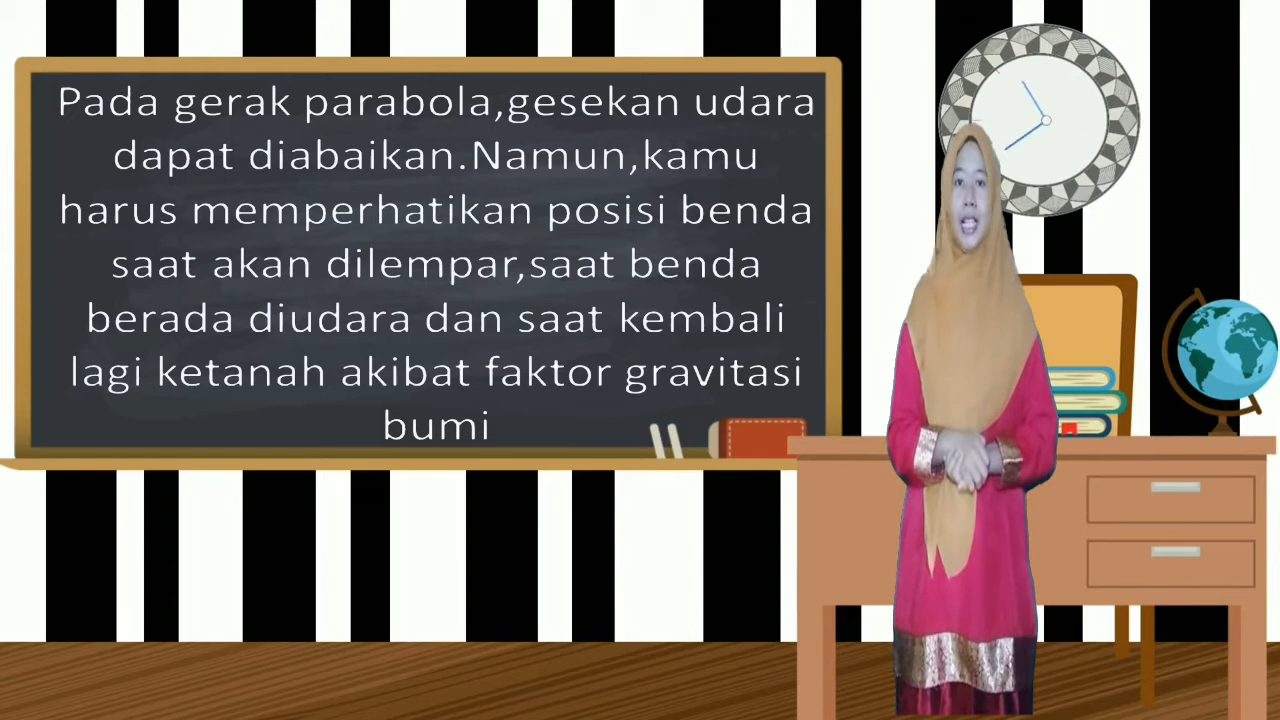 Pada gerak parabola,gesekan udara
dapat diabaikan.Namun,kamu
harus memperhatikan posisi benda
saat akan dilempar,saat benda
berada diudara dan saat kembali
lagi ketanah akibat faktor gravitasi
bumi